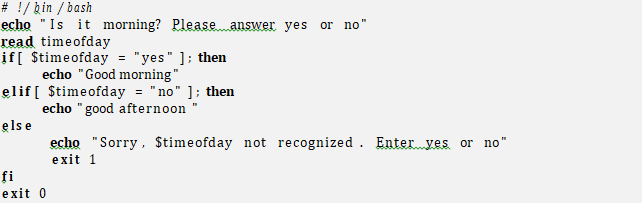 # !/ bin / bash
echo "Is it morning? Please answer yes or no"
read timeofday
if[ $timeofday = "yes" ]; then
echo "Good morning"
elif[ $timeofday = "no" ]; then
echo "good afternoon "
else
echo "Sorry, $timeofday not recognized . Enter yes or no"
exit 1
fi
exit 0